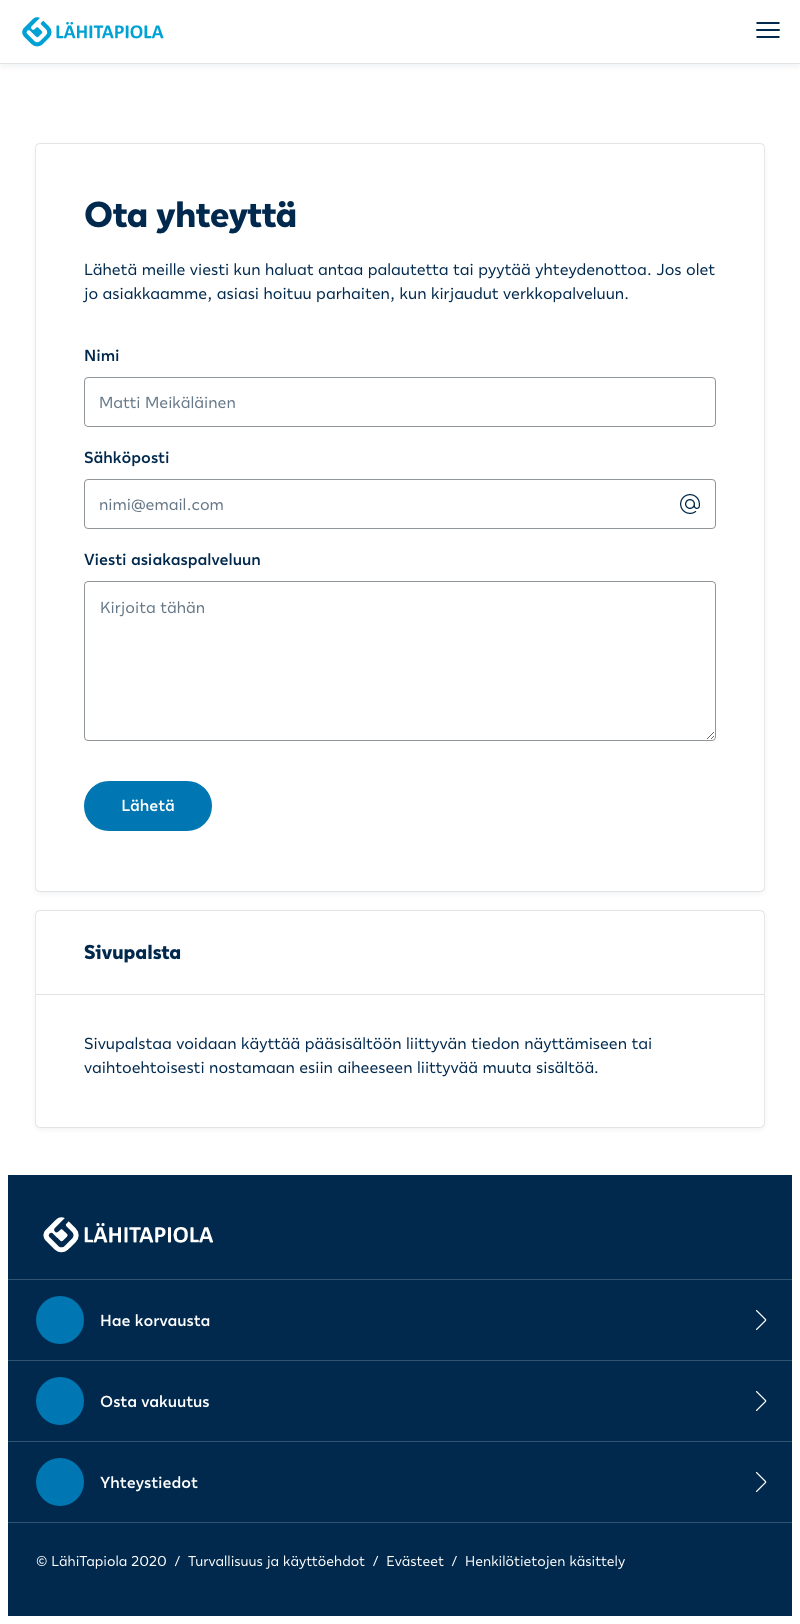 LÄHITAPIOLA
Ota yhteyttä
Lähetä meille viesti kun haluat antaa palautetta tai pyytää yhteydenottoa. Jos olet
jo asiakkaamme, asiasi hoituu parhaiten, kun kirjaudut verkkopalveluun.
Nimi
Matti Meikäläinen
Sähköposti
nimi@email.com
Viesti asiakaspalveluun
Kirjoita tähän
Lähetä
Sivupalsta
Sivupalstaa voidaan käyttää pääsisältöön liittyvän tiedon näyttämiseen tai
vaihtoehtoisesti nostamaan esiin aiheeseen liittyvää muuta sisältöä.
LÄHITAPIOLA
Hae korvausta
Osta vakuutus
Yhteystiedot
© LähiTapiola 2020 / Turvallisuus ja käyttöehdot / Evästeet / Henkilötietojen käsittely